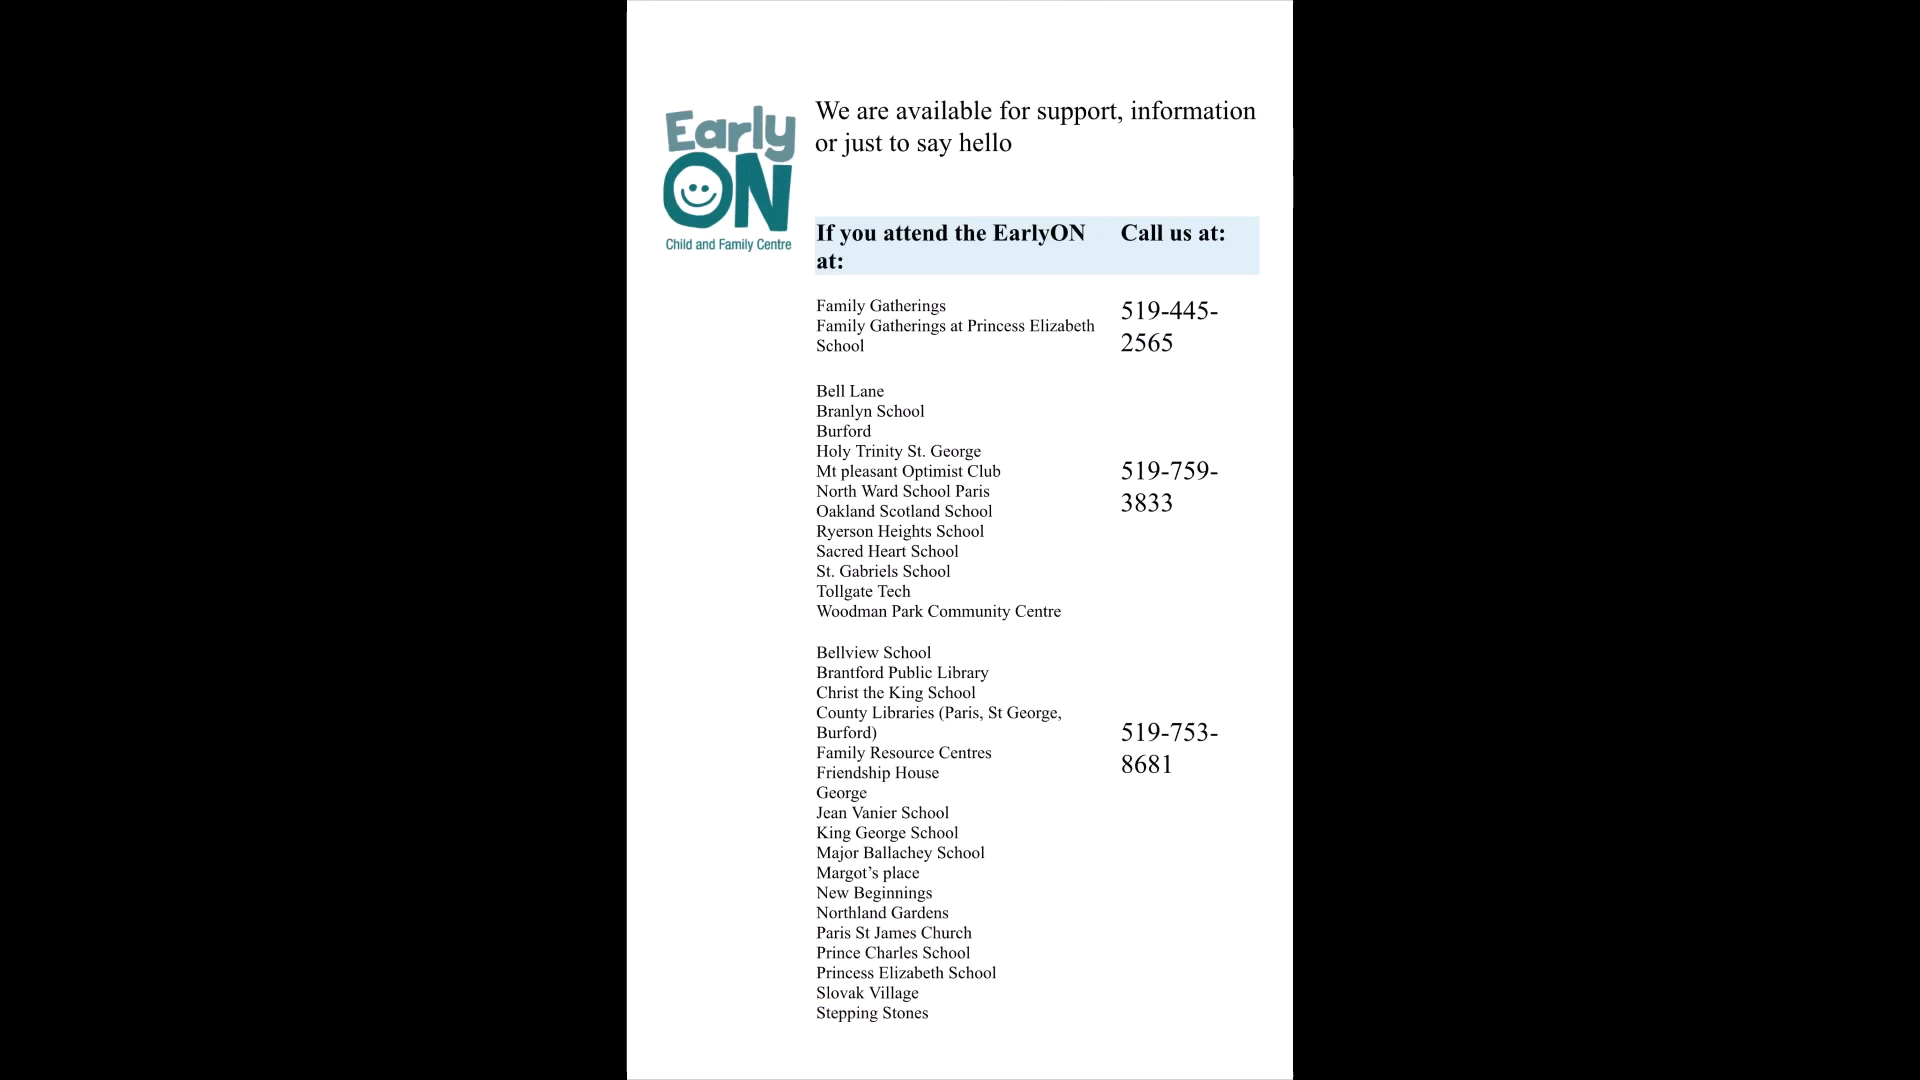 Early
ON
Child and Family Centre
We are available for support, information
or just to say hello
If you attend the EarlyON
at:
Call us at:
Family Gatherings
Family Gatherings at Princess Elizabeth
School
519-445-
2565
Bell Lane
Branlyn School
Burford
Holy Trinity St. George
Mt pleasant Optimist Club
North Ward School Paris
Oakland Scotland School
Ryerson Heights School
Sacred Heart School
St. Gabriels School
Tollgate Tech
Woodman Park Community Centre
519-759-
3833
Bellview School
Brantford Public Library
Christ the King School
County Libraries (Paris, St George,
Burford)
Family Resource Centres
Friendship House
George
Jean Vanier School
King George School
Major Ballachey School
Margot’s place
New Beginnings
Northland Gardens
Paris St James Church
Prince Charles School
Princess Elizabeth School
Slovak Village
Stepping Stones
519-753-
8681